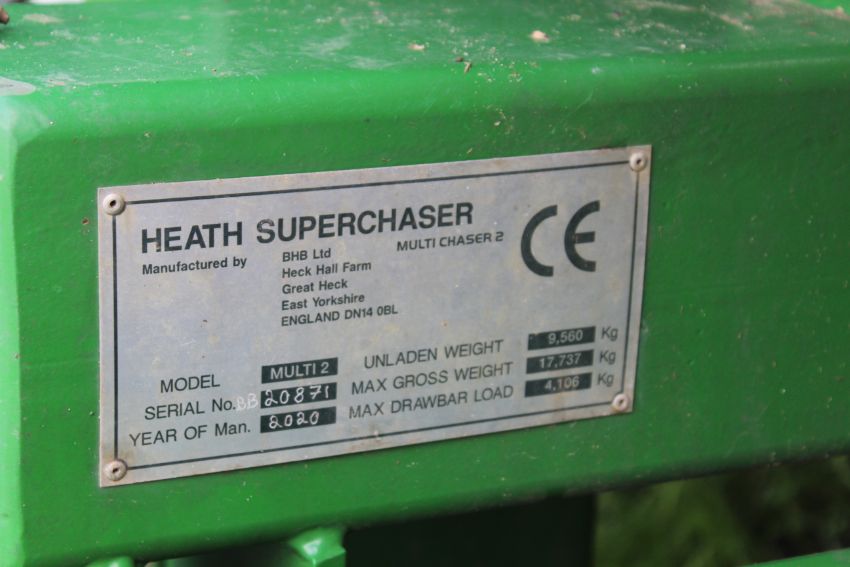 HEATH SUPERCHASER
MULTI CHASER 2
CE
Manufactured by BHB Ltd
Heck Hall Farm
Great Heck
East Yorkshire
ENGLAND DN14 0BL
MODEL MULTI 2
SERIAL No. BB20871
YEAR OF Man. 2020
UNLADEN WEIGHT 9,560 Kg
MAX GROSS WEIGHT 17,737 Kg
MAX DRAWBAR LOAD 4,106 Kg